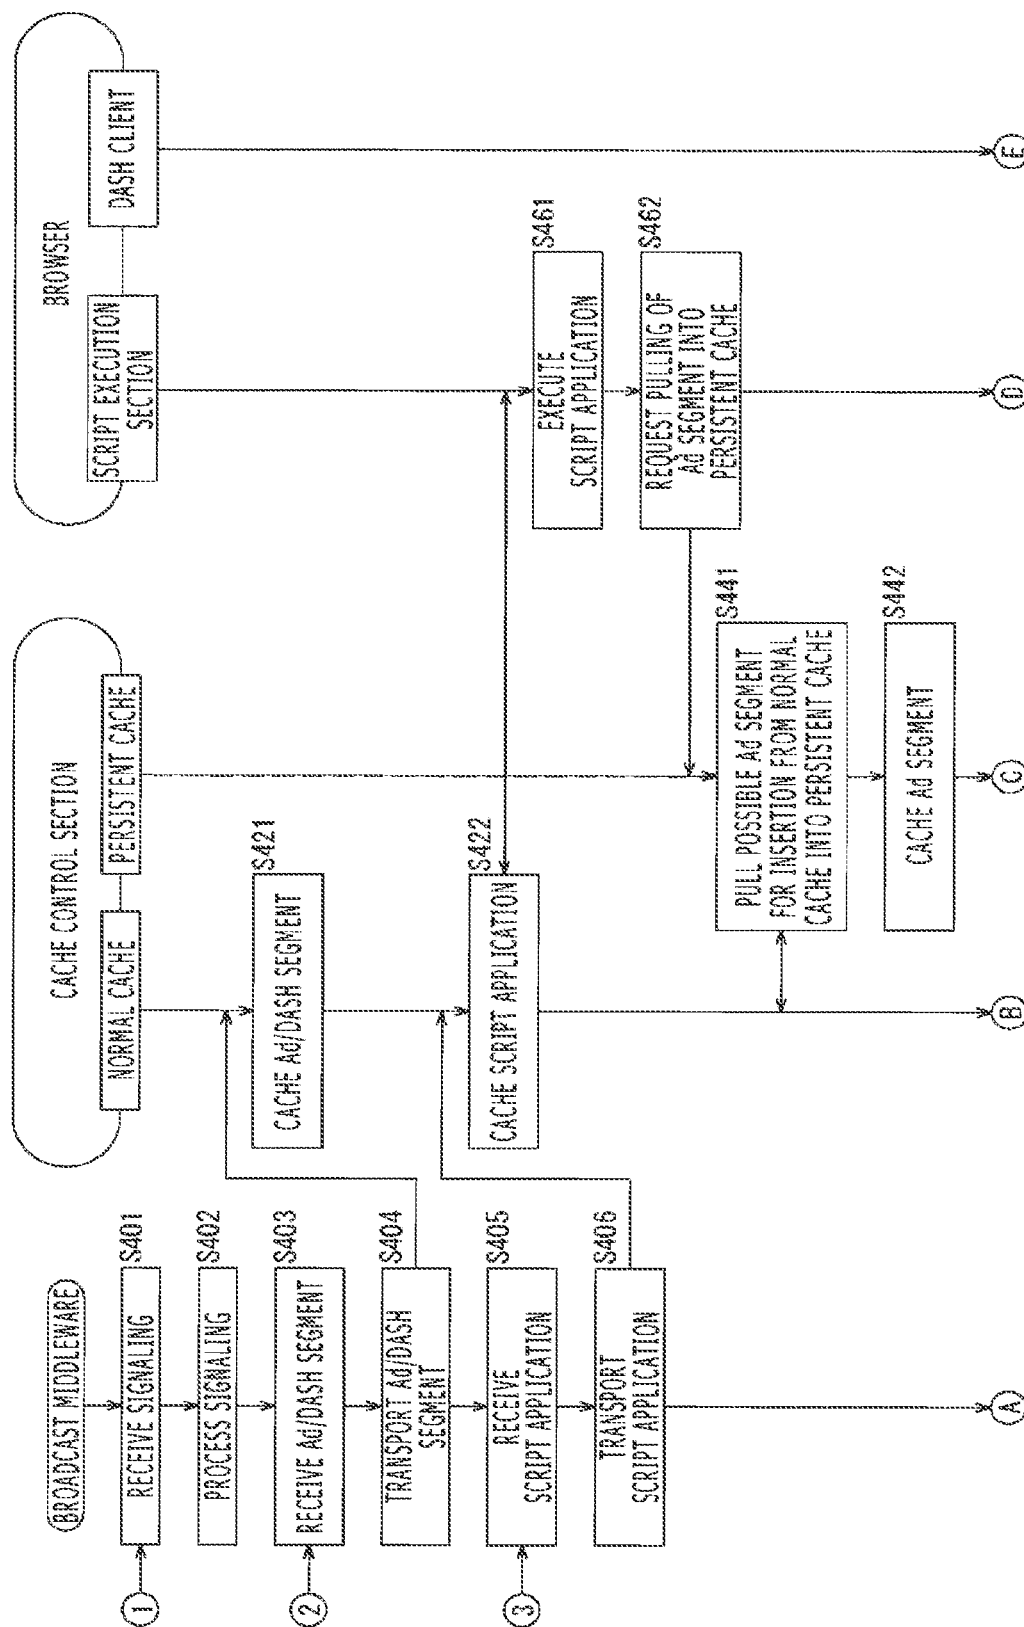 BROADCAST MIDDLEWARE
1
RECEIVE SIGNALING
S401
PROCESS SIGNALING
S402
2
RECEIVE Ad/DASH SEGMENT
S403
TRANSPORT Ad/DASH
SEGMENT
S404
3
RECEIVE
SCRIPT APPLICATION
S405
TRANSPORT
SCRIPT APPLICATION
S406
A
CACHE CONTROL SECTION
NORMAL CACHE
PERSISTENT CACHE
CACHE Ad/DASH SEGMENT
S421
CACHE SCRIPT APPLICATION
S422
B
PULL POSSIBLE Ad SEGMENT
FOR INSERTION FROM NORMAL
CACHE INTO PERSISTENT CACHE
S441
CACHE Ad SEGMENT
S442
C
BROWSER
SCRIPT EXECUTION
SECTION
DASH CLIENT
EXECUTE
SCRIPT APPLICATION
S461
REQUEST PULLING OF
Ad SEGMENT INTO
PERSISTENT CACHE
S462
D
E